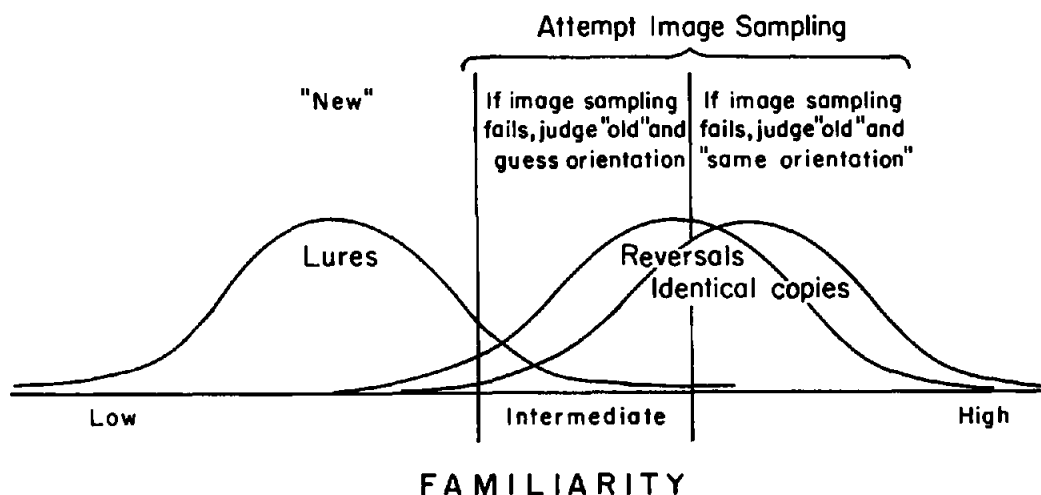 Attempt Image Sampling
"New"
If image sampling
fails, judge "old" and
guess orientation
If image sampling
fails, judge "old" and
"same orientation"
Lures
Reversals
Identical copies
Low
Intermediate
High
FAMILIARITY